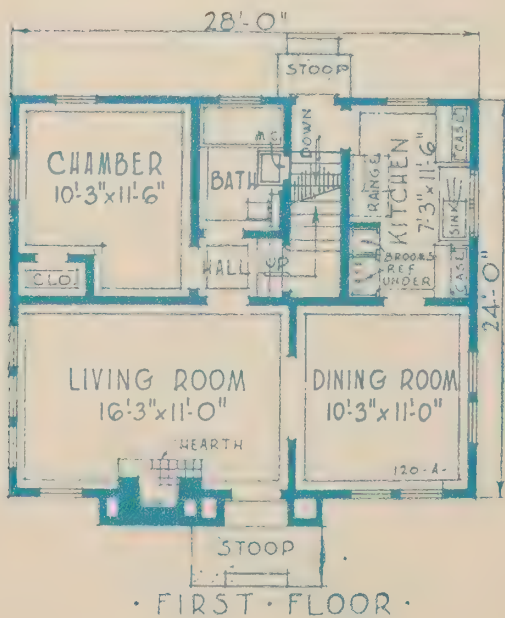 28'-0"
STOOP
CHAMBER
10'-3"x11'-6"
M.C.
BATH
DOWN
RANGE
KITCHEN
7'-3"x11'-6"
CASE
SINK
CASE
BROOMS
REF
UNDER
CLO.
HALL
UP
24'-0"
LIVING ROOM
16'-3"x11'-0"
HEARTH
DINING ROOM
10'-3"x11'-0"
120-A-
STOOP
· FIRST · FLOOR ·